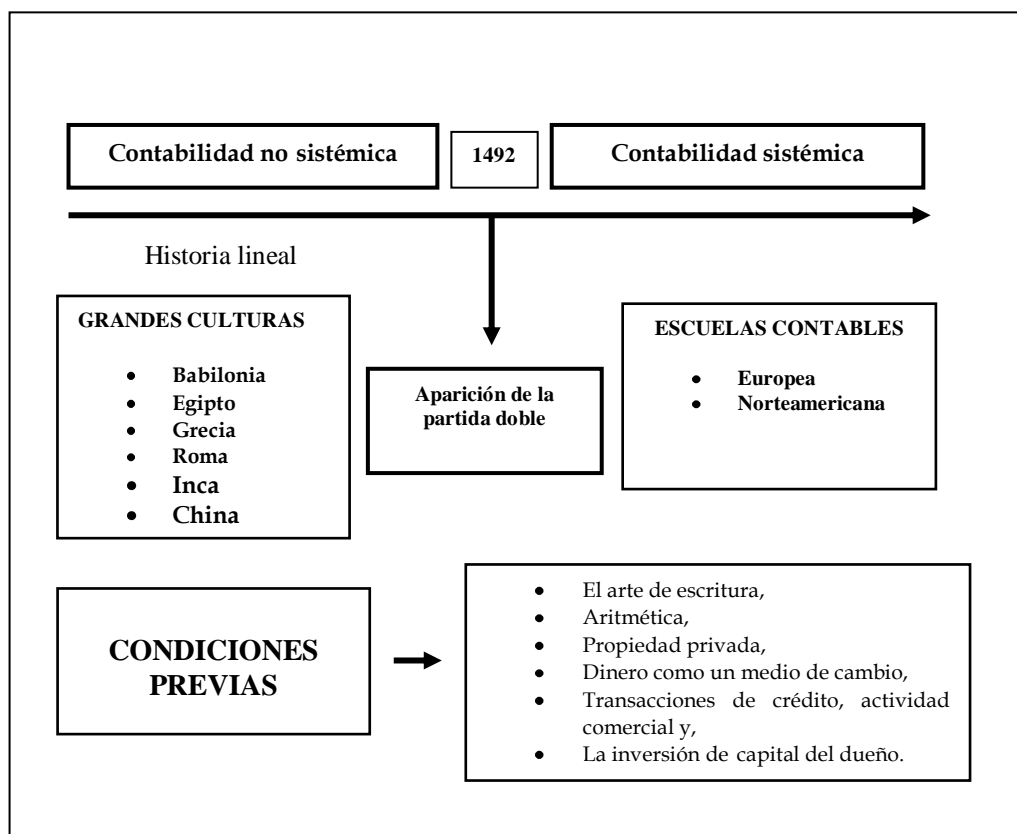 Contabilidad no sistémica
1492
Contabilidad sistémica
Historia lineal
GRANDES CULTURAS
• Babilonia
• Egipto
• Grecia
• Roma
• Inca
• China
Aparición de la
partida doble
ESCUELAS CONTABLES
• Europea
• Norteamericana
CONDICIONES
PREVIAS
• El arte de escritura,
• Aritmética,
• Propiedad privada,
• Dinero como un medio de cambio,
• Transacciones de crédito, actividad
comercial y,
• La inversión de capital del dueño.